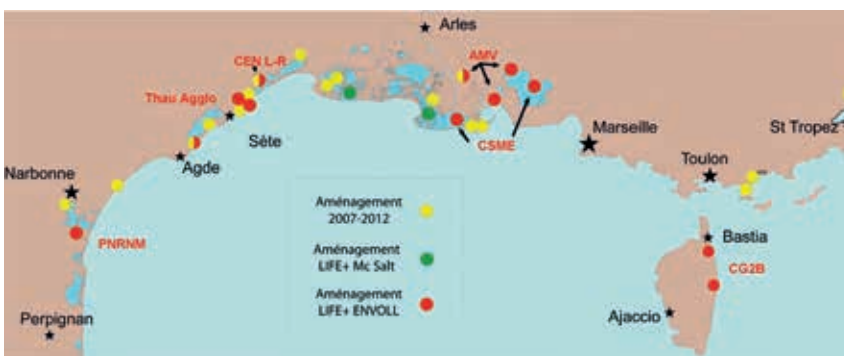 Arles
CEN L-R
AMV
Thau Agglo
Marseille
St Tropez
Séte
CSME
Agde
Toulon
Narbonne
Aménagement
2007-2012
Bastia
PNRNM
Aménagement
LIFE+ Mc Salt
CG2B
Aménagement
LIFE+ ENVOLL
Ajaccio
Perpignan